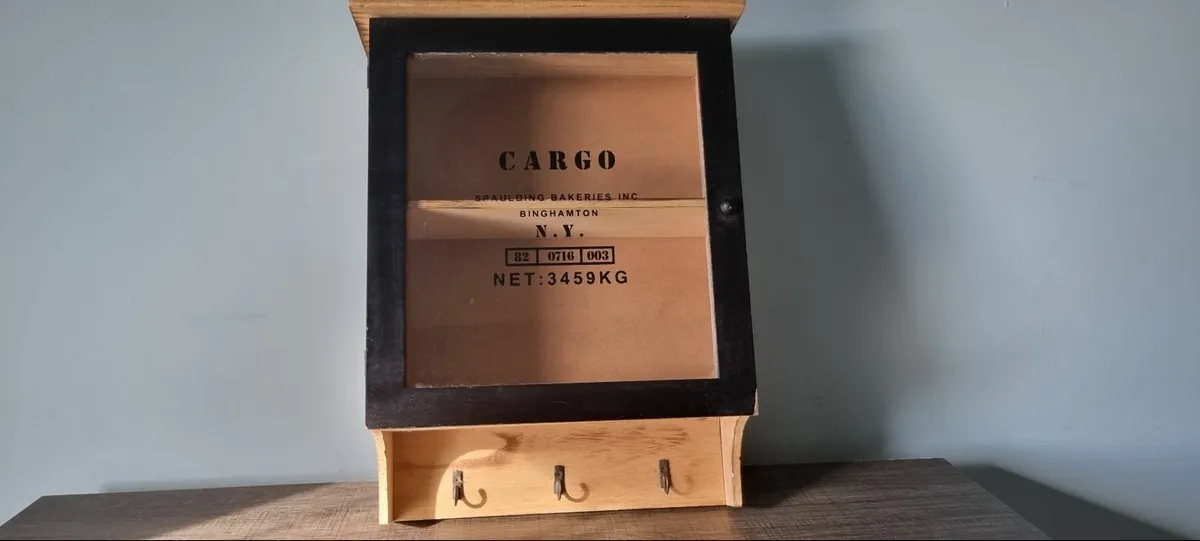 CARGO
SPAULDING BAKERIES INC
BINGHAMTON
N.Y.
82 0716 003
NET:3459KG